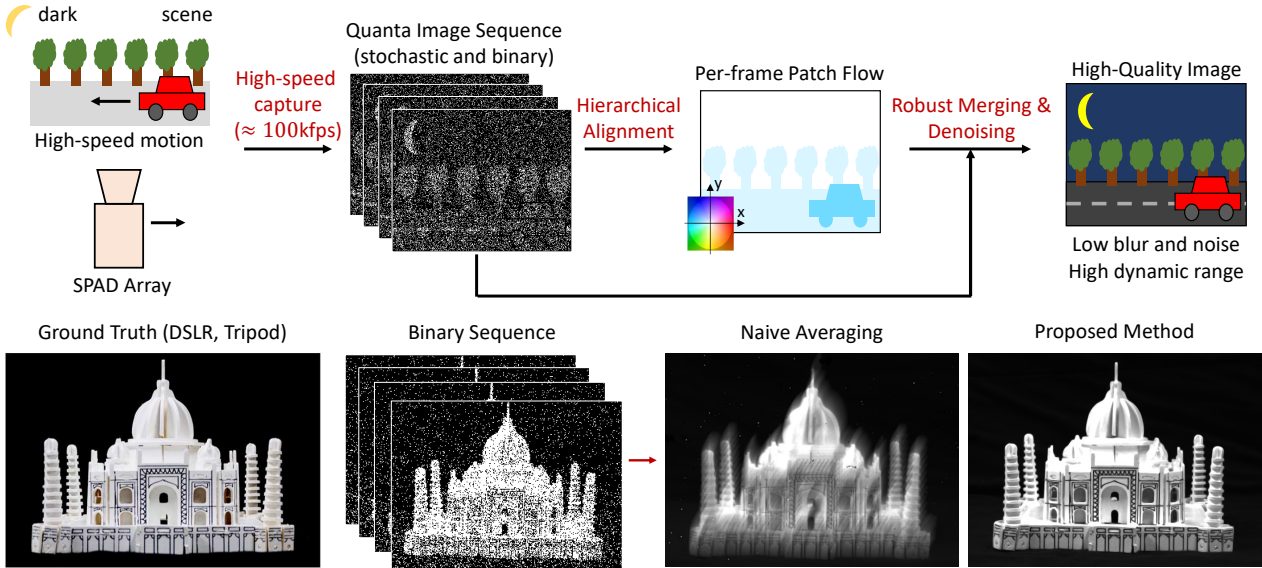 dark scene
High-speed motion
SPAD Array
High-speed
capture
(≈ 100kfps)
Quanta Image Sequence
(stochastic and binary)
Hierarchical
Alignment
Per-frame Patch Flow
y
x
Robust Merging &
Denoising
High-Quality Image
Low blur and noise
High dynamic range
Ground Truth (DSLR, Tripod)
Binary Sequence
Naive Averaging
Proposed Method